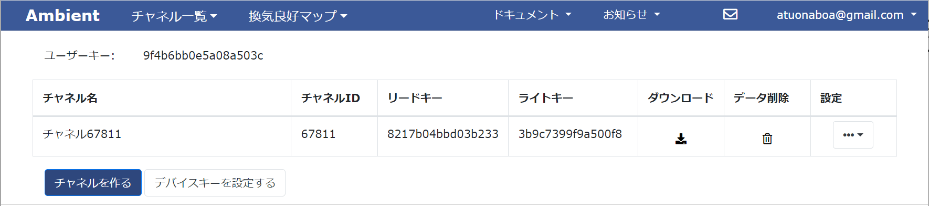 Ambient チャネル一覧 換気良好マップ ドキュメント お知らせ atuonaboa@gmail.com
ユーザーキー: 9f4b6bb0e5a08a503c
チャネル名 チャネルID リードキー ライトキー ダウンロード データ削除 設定
チャネル67811 67811 8217b04bbd03b233 3b9c7399f9a500f8
チャネルを作る デバイスキーを設定する